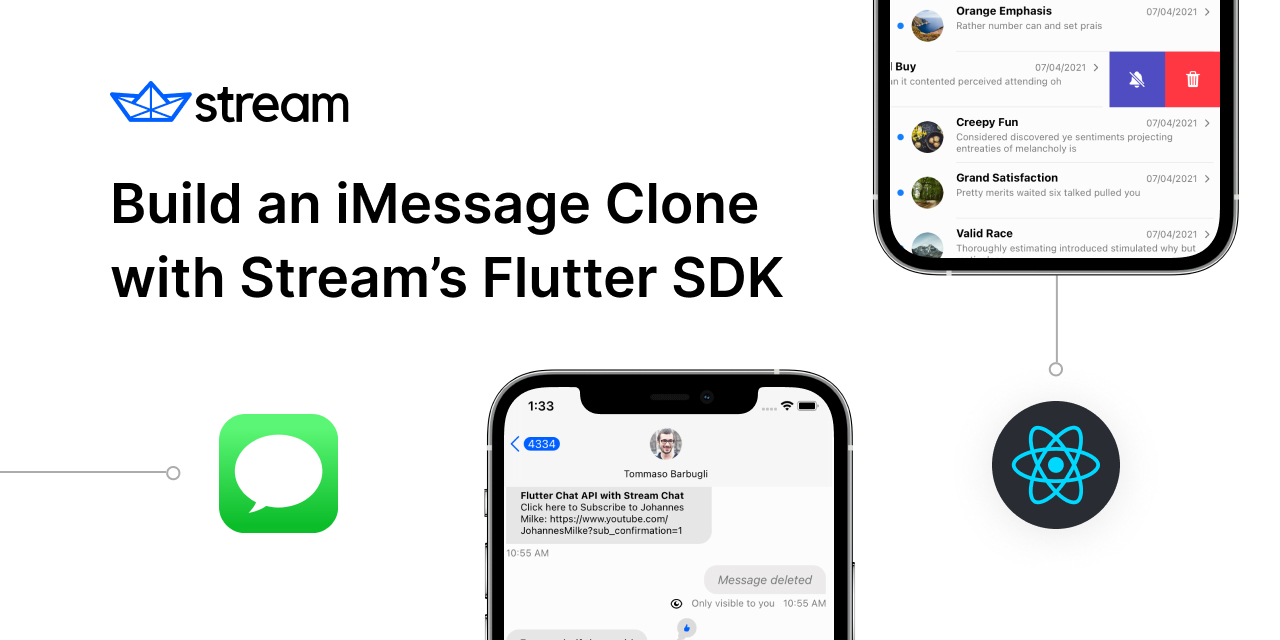 stream
Build an iMessage Clone
with Stream’s Flutter SDK
Orange Emphasis
07/04/2021
Rather number can and set prais
Buy
07/04/2021
it contented perceived attending oh
Creepy Fun
07/04/2021
Considered discovered ye sentiments projecting
entreaties of melancholy is
Grand Satisfaction
07/04/2021
Pretty merits waited six talked pulled you
Valid Race
07/04/2021
Thoroughly estimating introduced stimulated why but
1:33
4334
Tommaso Barbugli
Flutter Chat API with Stream Chat
Click here to Subscribe to Johannes
Milke: https://www.youtube.com/
JohannesMilke?sub_confirmation=1
10:55 AM
Message deleted
Only visible to you 10:55 AM